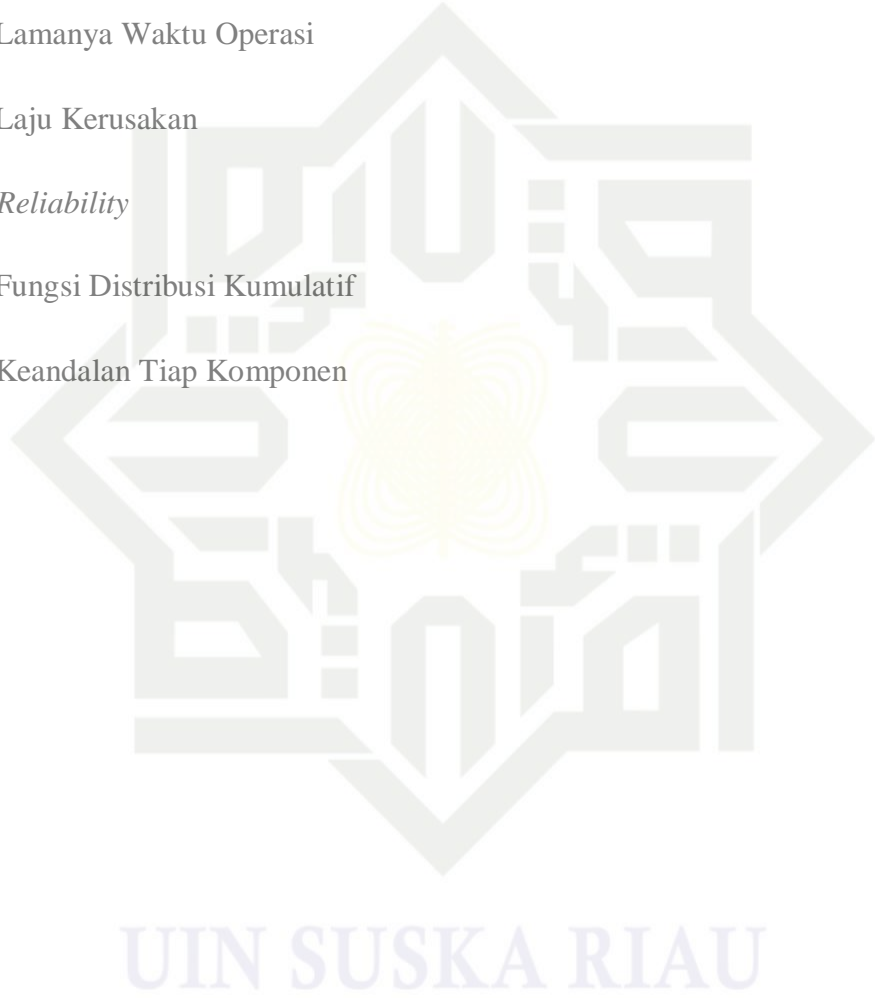 Lamanya Waktu Operasi
Laju Kerusakan
Reliability
Fungsi Distribusi Kumulatif
Keandalan Tiap Komponen
UIN SUSKA RIAU